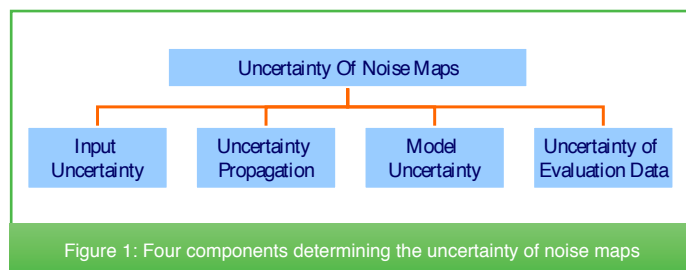 Uncertainty Of Noise Maps
Input
Uncertainty
Uncertainty
Propagation
Model
Uncertainty
Uncertainty of
Evaluation Data
Figure 1: Four components determining the uncertainty of noise maps